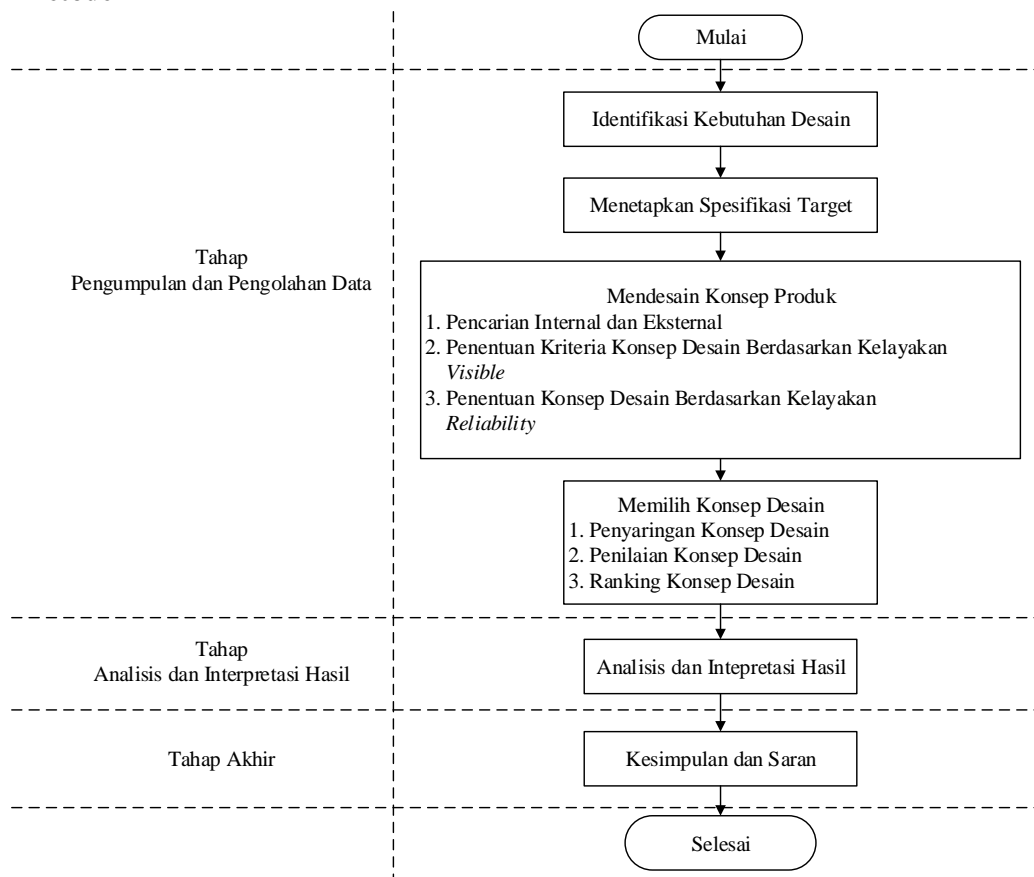 Mulai
Identifikasi Kebutuhan Desain
Menetapkan Spesifikasi Target
Tahap
Pengumpulan dan Pengolahan Data
Mendesain Konsep Produk
1. Pencarian Internal dan Eksternal
2. Penentuan Kriteria Konsep Desain Berdasarkan Kelayakan
Visible
3. Penentuan Konsep Desain Berdasarkan Kelayakan
Reliability
Memilih Konsep Desain
1. Penyaringan Konsep Desain
2. Penilaian Konsep Desain
3. Ranking Konsep Desain
Tahap
Analisis dan Interpretasi Hasil
Analisis dan Intepretasi Hasil
Tahap Akhir
Kesimpulan dan Saran
Selesai